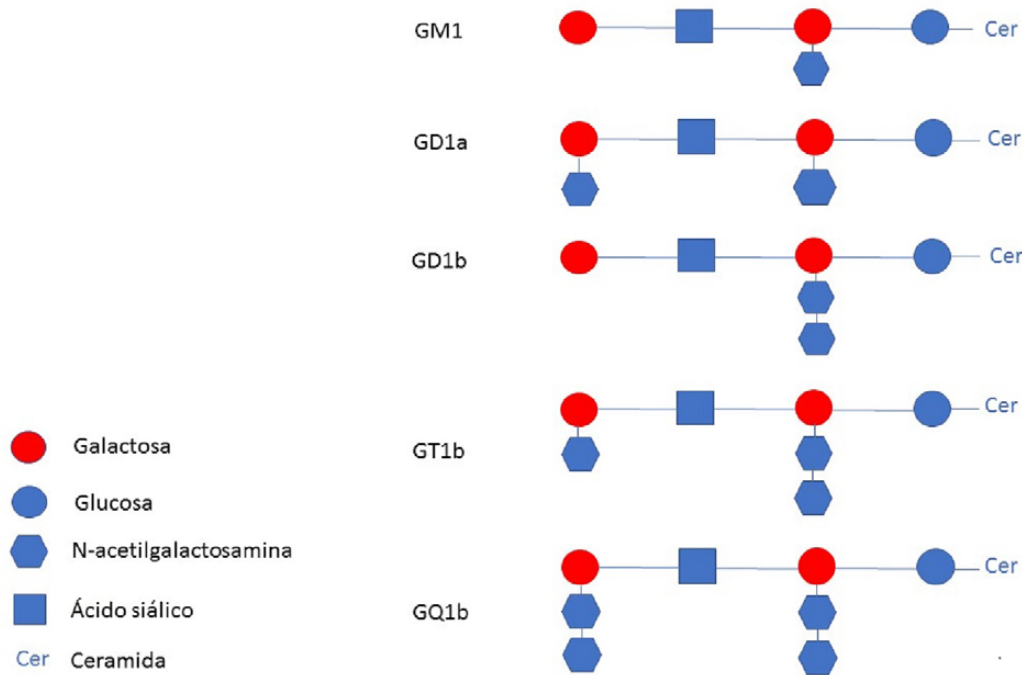 GM1
Cer
GD1a
Cer
GD1b
Cer
GT1b
Cer
GQ1b
Cer
Galactosa
Glucosa
N-acetilgalactosamina
Ácido siálico
Cer Ceramida